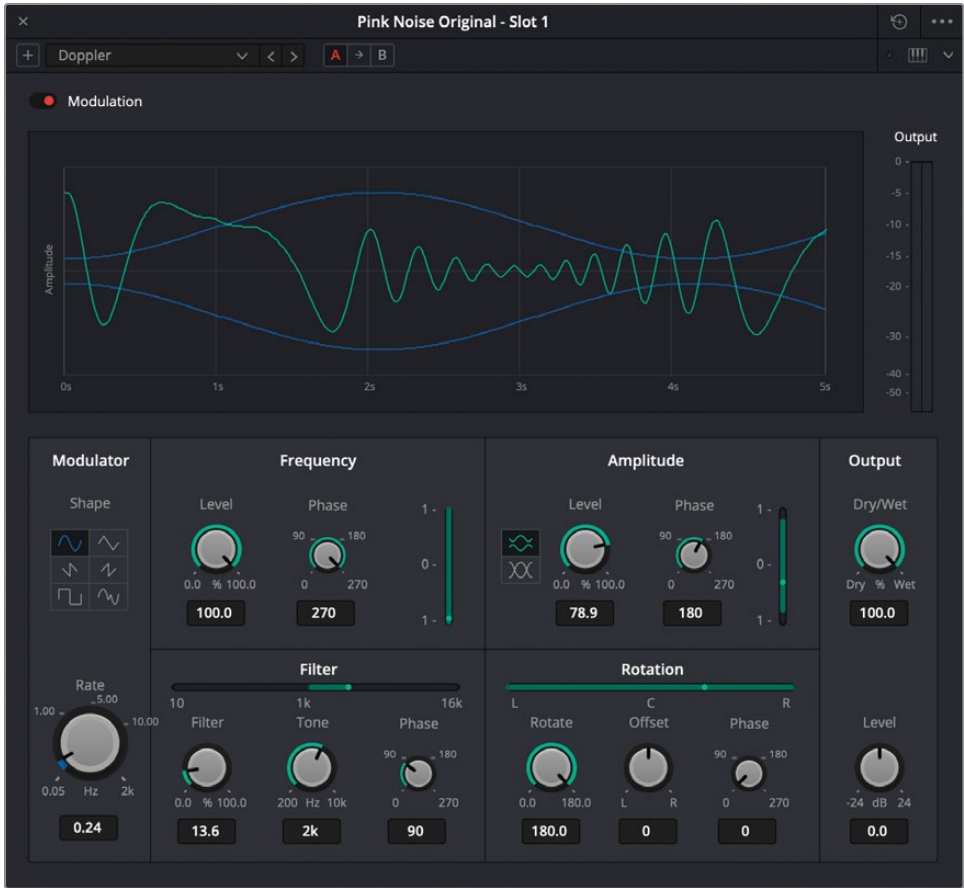 Pink Noise Original - Slot 1
Doppler
A B
Modulation
Output
0 -
-5 -
-10 -
-15 -
-20 -
-30 -
-40 -
-50 -
Amplitude
0s 1s 2s 3s 4s 5s
Modulator
Shape
Rate
1.00 5.00 10.00
0.05 Hz 2k
0.24
Frequency
Level Phase
90 180
0.0 % 100.0 0 270
100.0 270
1 -
0 -
1 -
Amplitude
Level Phase
90 180
0.0 % 100.0 0 270
78.9 180
1 -
0 -
1 -
Output
Dry/Wet
Dry % Wet
100.0
Filter
10 1k 16k
Filter Tone Phase
90 180
0.0 % 100.0 200 Hz 10k 0 270
13.6 2k 90
Rotation
L C R
Rotate Offset Phase
90 180
0.0 180.0 L R 0 270
180.0 0 0
Level
-24 dB 24
0.0